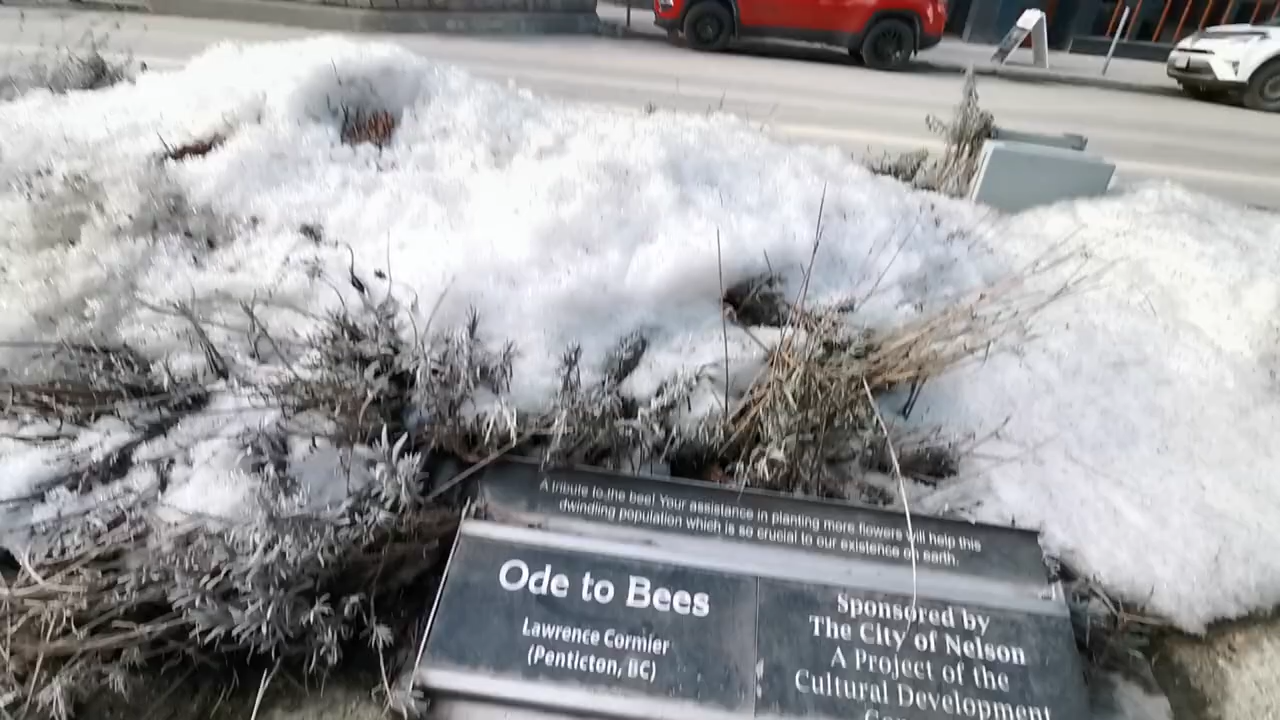 A tribute to the bee! Your assistance in planting more flowers will help this
dwindling population which is so crucial to our existence on earth.
Ode to Bees
Lawrence Cormier
(Penticton, BC)
Sponsored by
The City of Nelson
A Project of the
Cultural Development